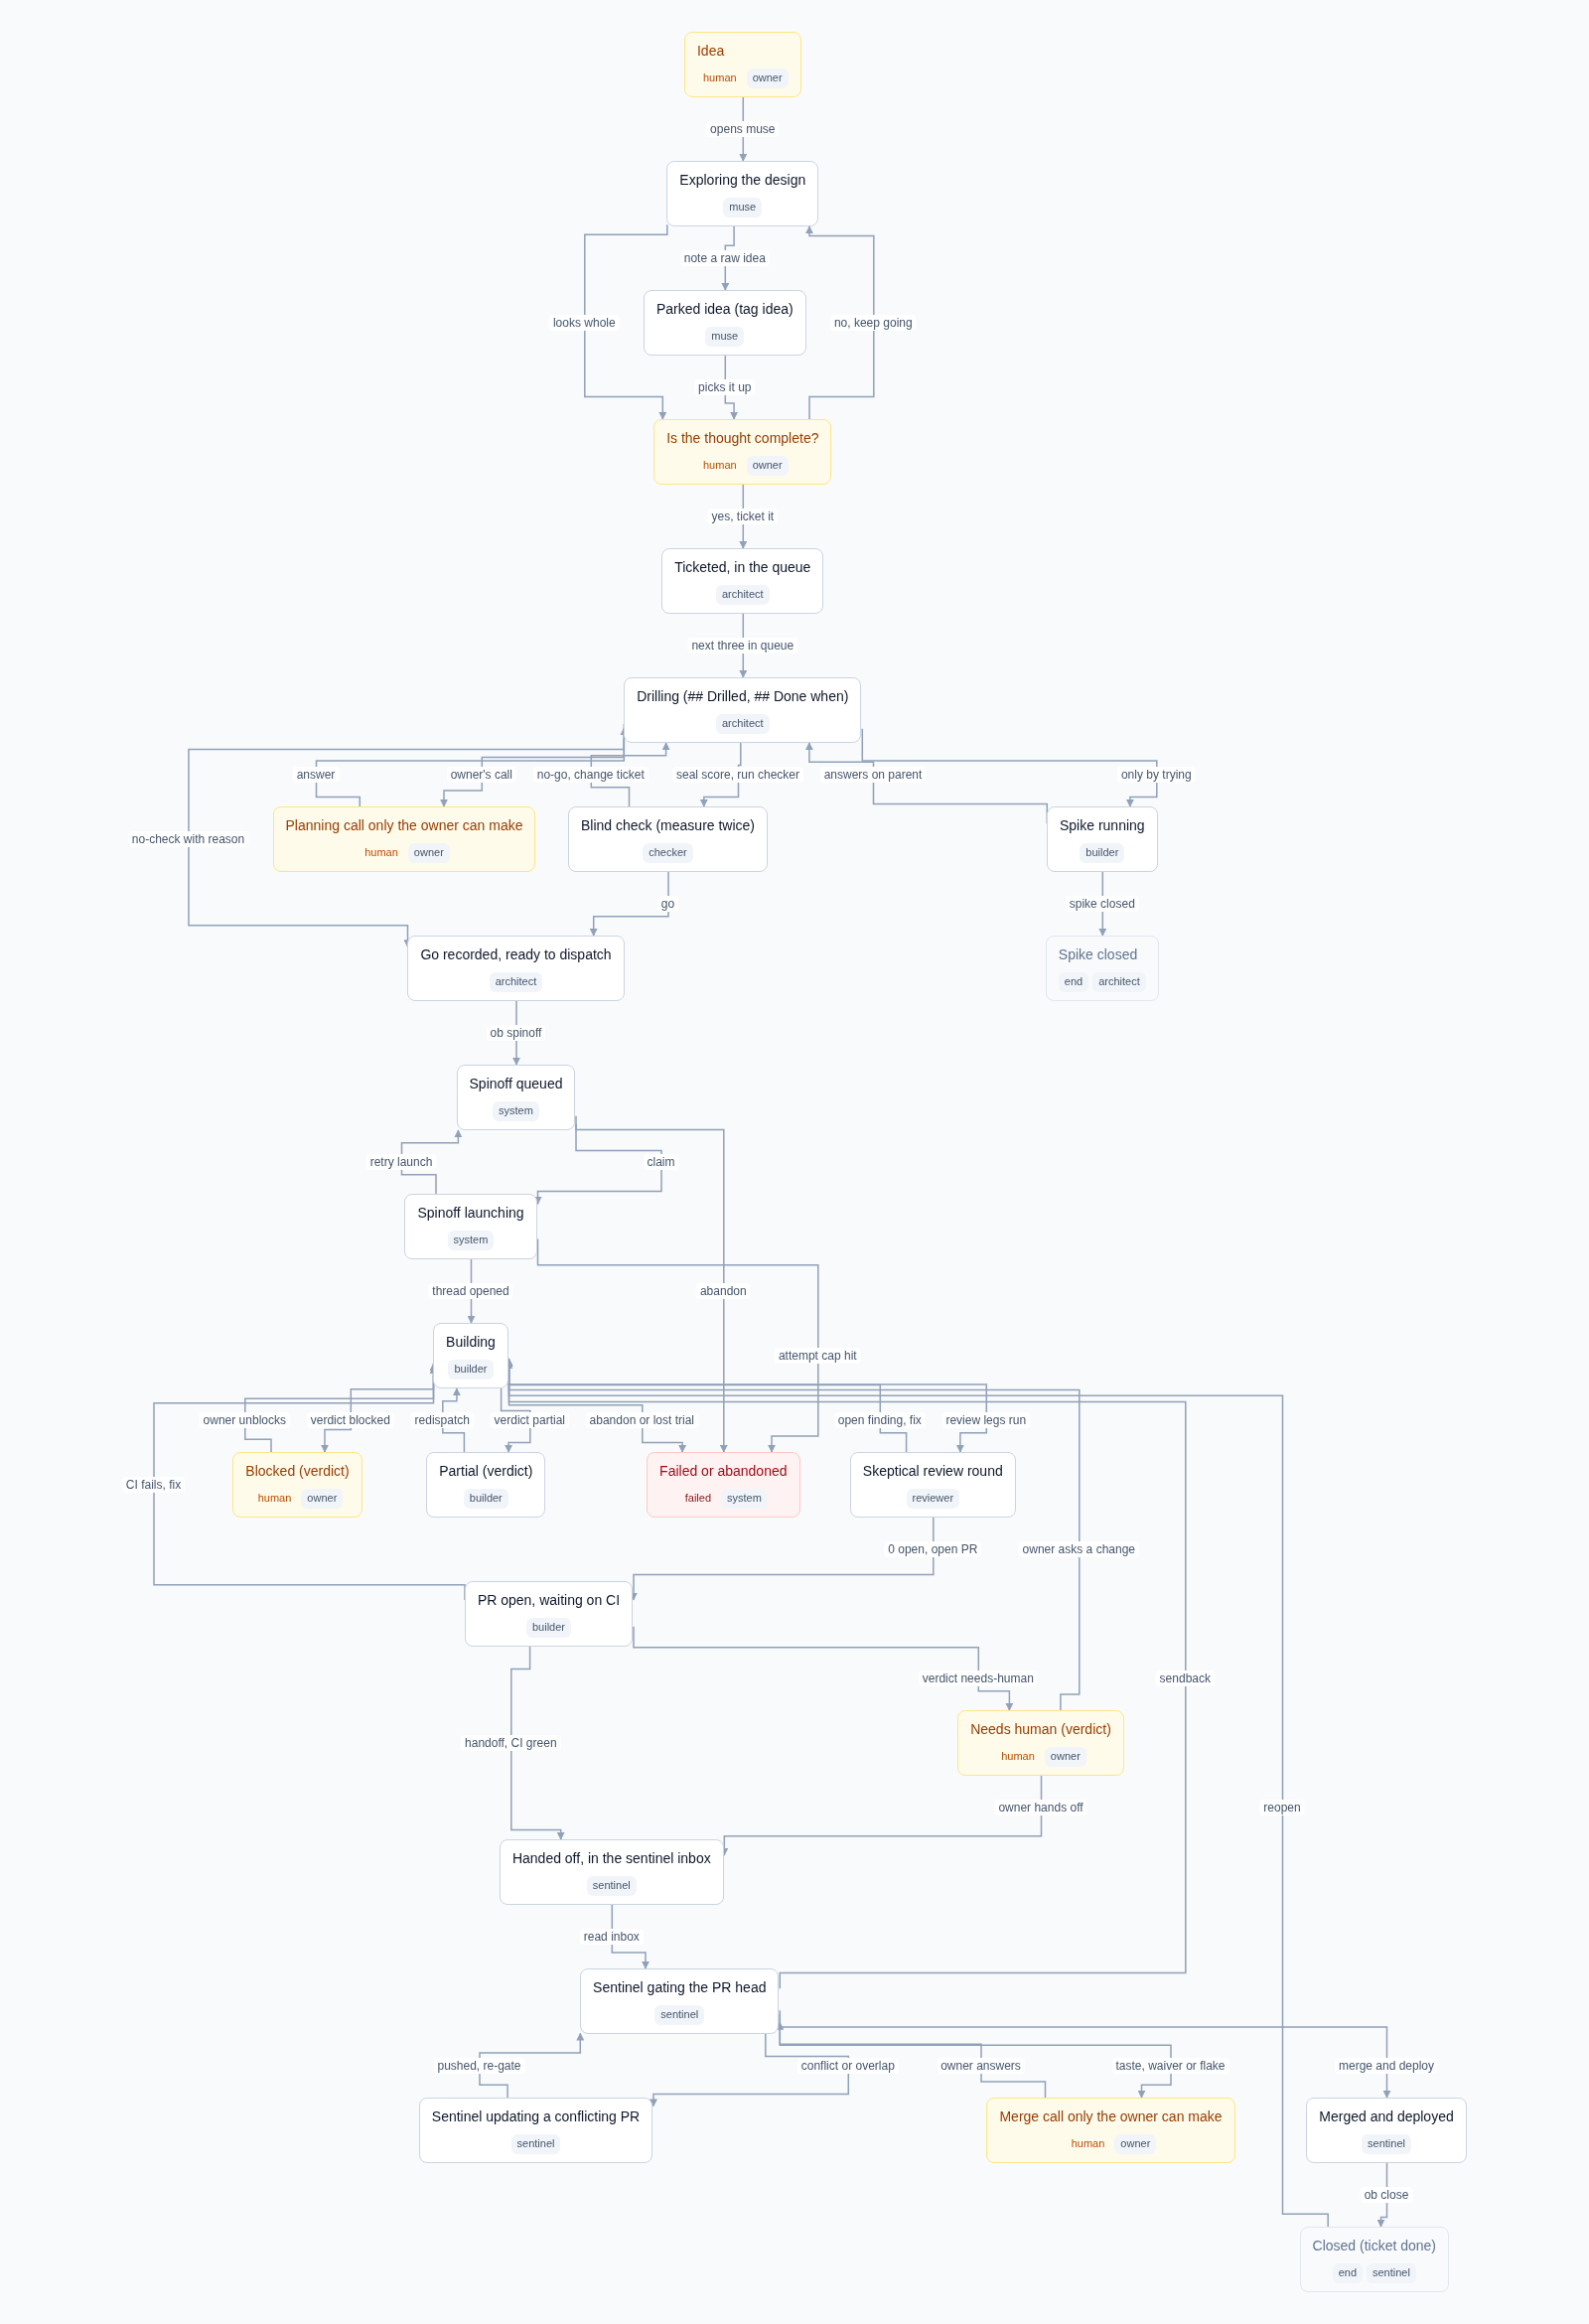 Idea
human owner
opens muse
Exploring the design
muse
note a raw idea
looks whole
Parked idea (tag idea)
no, keep going
muse
picks it up
Is the thought complete?
human owner
yes, ticket it
Ticketed, in the queue
architect
next three in queue
Drilling (## Drilled, ## Done when)
architect
answer owner's call no-go, change ticket seal score, run checker answers on parent only by trying
Planning call only the owner can make Blind check (measure twice) Spike running
no-check with reason
human owner checker builder
go spike closed
Go recorded, ready to dispatch Spike closed
architect end architect
ob spinoff
Spinoff queued
system
retry launch claim
Spinoff launching
system
thread opened abandon
Building
attempt cap hit
builder
owner unblocks verdict blocked redispatch verdict partial abandon or lost trial open finding, fix review legs run
Blocked (verdict) Partial (verdict) Failed or abandoned Skeptical review round
CI fails, fix
human owner builder failed system reviewer
0 open, open PR owner asks a change
PR open, waiting on CI
builder
verdict needs-human sendback
Needs human (verdict)
handoff, CI green
human owner
owner hands off reopen
Handed off, in the sentinel inbox
sentinel
read inbox
Sentinel gating the PR head
sentinel
pushed, re-gate conflict or overlap owner answers taste, waiver or flake merge and deploy
Sentinel updating a conflicting PR Merge call only the owner can make Merged and deployed
sentinel human owner sentinel
ob close
Closed (ticket done)
end sentinel